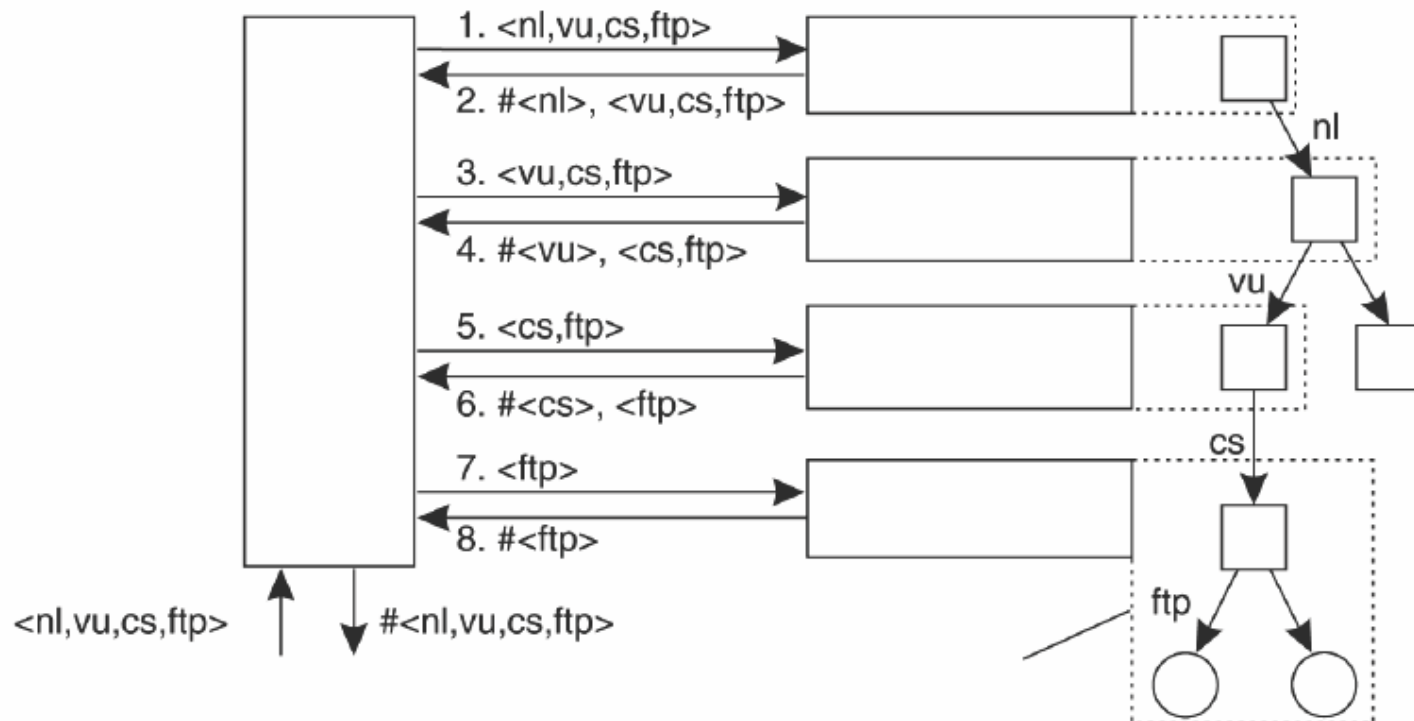 1. <nl,vu,cs,ftp>
2. #<nl>, <vu,cs,ftp>
nl
3. <vu,cs,ftp>
4. #<vu>, <cs,ftp>
vu
5. <cs,ftp>
6. #<cs>, <ftp>
cs
7. <ftp>
8. #<ftp>
ftp
<nl,vu,cs,ftp>
#<nl,vu,cs,ftp>